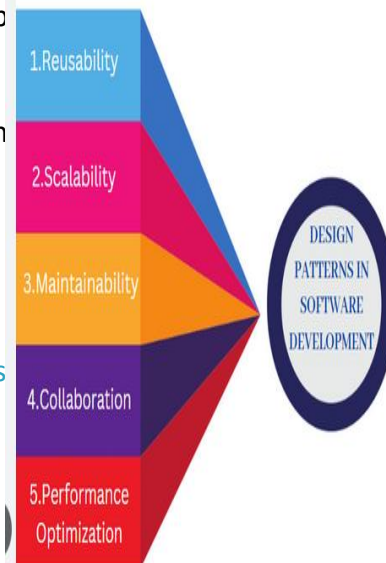 1.Reusability
2.Scalability
3.Maintainability
4.Collaboration
5.Performance
Optimization
DESIGN
PATTERNS IN
SOFTWARE
DEVELOPMENT